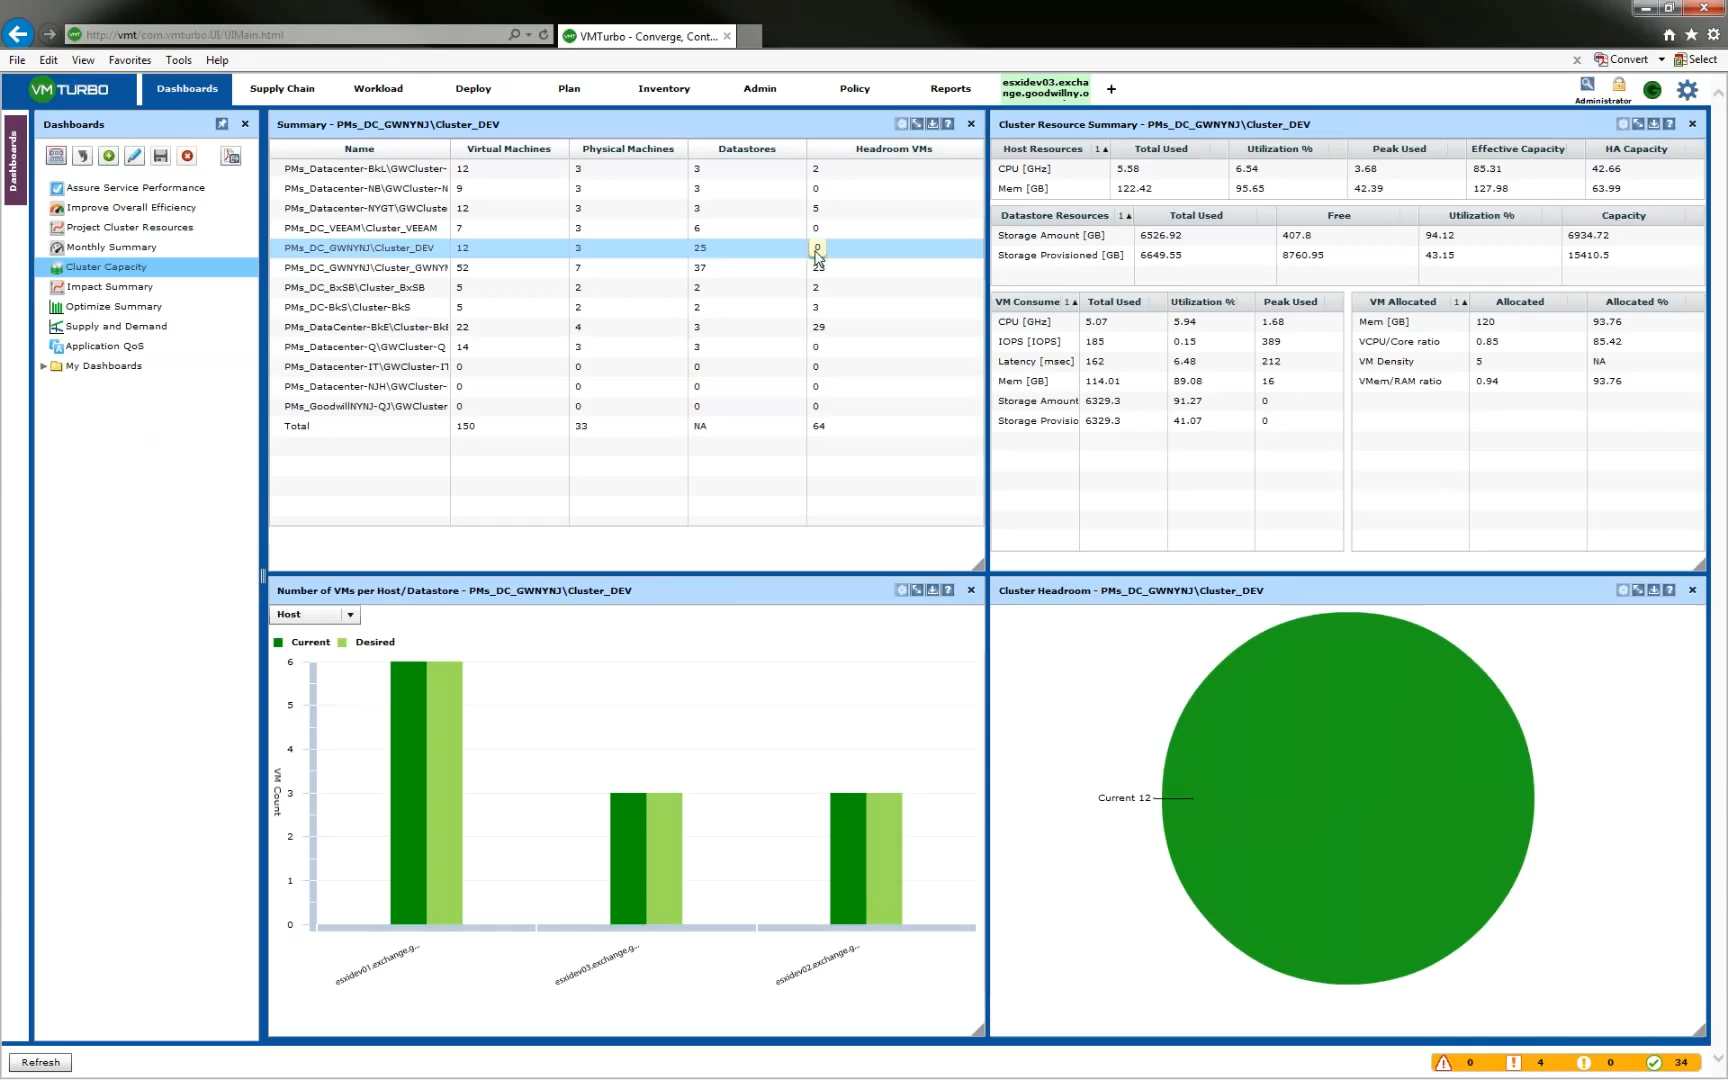 http://vmt/com.vmturbo.UI/UIMain.html
VMTurbo - Converge, Cont...
File Edit View Favorites Tools Help
Convert Select
VMTURBO
Dashboards Supply Chain Workload Deploy Plan Inventory Admin Policy Reports
esxidev03.excha
nge.goodwillny.o
+
Administrator
Dashboards
Dashboards
Assure Service Performance
Improve Overall Efficiency
Project Cluster Resources
Monthly Summary
Cluster Capacity
Impact Summary
Optimize Summary
Supply and Demand
Application QoS
My Dashboards
Summary - PMs_DC_GWNYNJ\Cluster_DEV
Name Virtual Machines Physical Machines Datastores Headroom VMs
PMs_Datacenter-BkL\GWCluster- 12 3 3 2
PMs_Datacenter-NB\GWCluster-N 9 3 3 0
PMs_Datacenter-NYGT\GWCluste 12 3 3 5
PMs_DC_VEEAM\Cluster_VEEAM 7 3 6 0
PMs_DC_GWNYNJ\Cluster_DEV 12 3 25 0
PMs_DC_GWNYNJ\Cluster_GWNYN 52 7 37 23
PMs_DC_BxSB\Cluster_BxSB 5 2 2 2
PMs_DC-BkS\Cluster-BkS 5 2 2 3
PMs_DataCenter-BkE\Cluster-BkE 22 4 3 29
PMs_Datacenter-Q\GWCluster-Q 14 3 3 0
PMs_Datacenter-IT\GWCluster-IT 0 0 0 0
PMs_Datacenter-NJH\GWCluster- 0 0 0 0
PMs_GoodwillNYNJ-QJ\GWCluster 0 0 0 0
Total 150 33 NA 64
Cluster Resource Summary - PMs_DC_GWNYNJ\Cluster_DEV
Host Resources 1 Total Used Utilization % Peak Used Effective Capacity HA Capacity
CPU [GHz] 5.58 6.54 3.68 85.31 42.66
Mem [GB] 122.42 95.65 42.39 127.98 63.99
Datastore Resources 1 Total Used Free Utilization % Capacity
Storage Amount [GB] 6526.92 407.8 94.12 6934.72
Storage Provisioned [GB] 6649.55 8760.95 43.15 15410.5
VM Consume 1 Total Used Utilization % Peak Used
CPU [GHz] 5.07 5.94 1.68
IOPS [IOPS] 185 0.15 389
Latency [msec] 162 6.48 212
Mem [GB] 114.01 89.08 16
Storage Amount 6329.3 91.27 0
Storage Provisio 6329.3 41.07 0
VM Allocated 1 Allocated Allocated %
Mem [GB] 120 93.76
VCPU/Core ratio 0.85 85.42
VM Density 5 NA
VMem/RAM ratio 0.94 93.76
Number of VMs per Host/Datastore - PMs_DC_GWNYNJ\Cluster_DEV
Host
Current Desired
6
5
4
3
2
1
0
VM Count
esxidev01.exchange.g...
esxidev03.exchange.g...
esxidev02.exchange.g...
Cluster Headroom - PMs_DC_GWNYNJ\Cluster_DEV
Current 12
Refresh
0 4 0 34